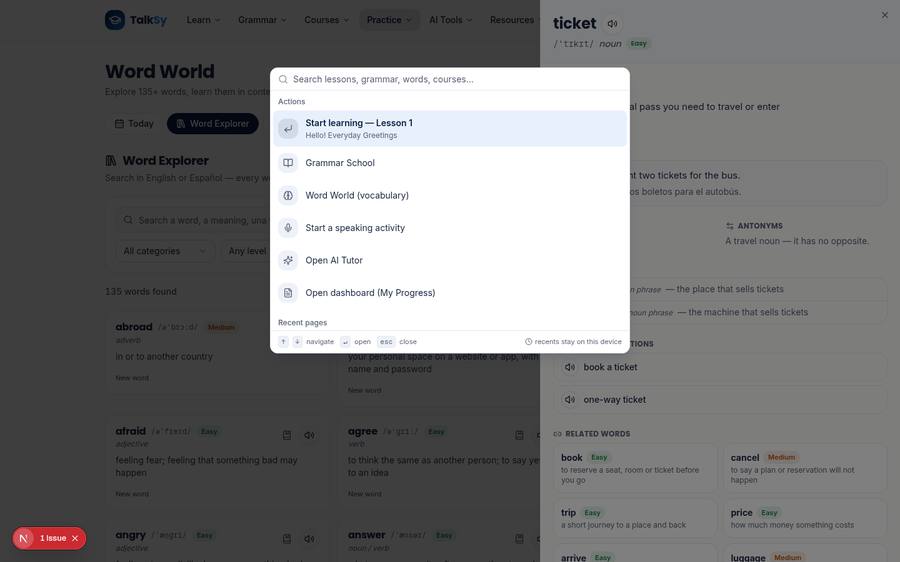 TalkSy
Learn
Grammar
Courses
Practice
AI Tools
Resources
Word World
Explore 135+ words, learn them in conte
Today
Word Explorer
Word Explorer
Search in English or Español — every w
Search a word, a meaning, una
All categories
Any level
135 words found
abroad /əˈbrɔːd/ Medium
adverb
in or to another country
New word
your personal space on a website or app, with
name and password
New word
afraid /əˈfreɪd/ Easy
adjective
feeling fear; feeling that something bad may
happen
New word
agree /əˈɡriː/ Easy
verb
to think the same as another person; to say ye
to an idea
New word
angry /ˈæŋɡri/ Easy
adjective
answer /ˈænsər/ Easy
noun / verb
1 Issue
Search lessons, grammar, words, courses...
Actions
Start learning — Lesson 1
Hello! Everyday Greetings
Grammar School
Word World (vocabulary)
Start a speaking activity
Open AI Tutor
Open dashboard (My Progress)
Recent pages
navigate
open
esc close
recents stay on this device
ticket
/ˈtɪkɪt/ noun Easy
al pass you need to travel or enter
nt two tickets for the bus.
os boletos para el autobús.
ANTONYMS
A travel noun — it has no opposite.
n phrase — the place that sells tickets
noun phrase — the machine that sells tickets
TIONS
book a ticket
one-way ticket
RELATED WORDS
book Easy
to reserve a seat, room or ticket before
you go
cancel Medium
to say a plan or reservation will not
happen
trip Easy
a short journey to a place and back
price Easy
how much money something costs
arrive Easy
luggage Medium